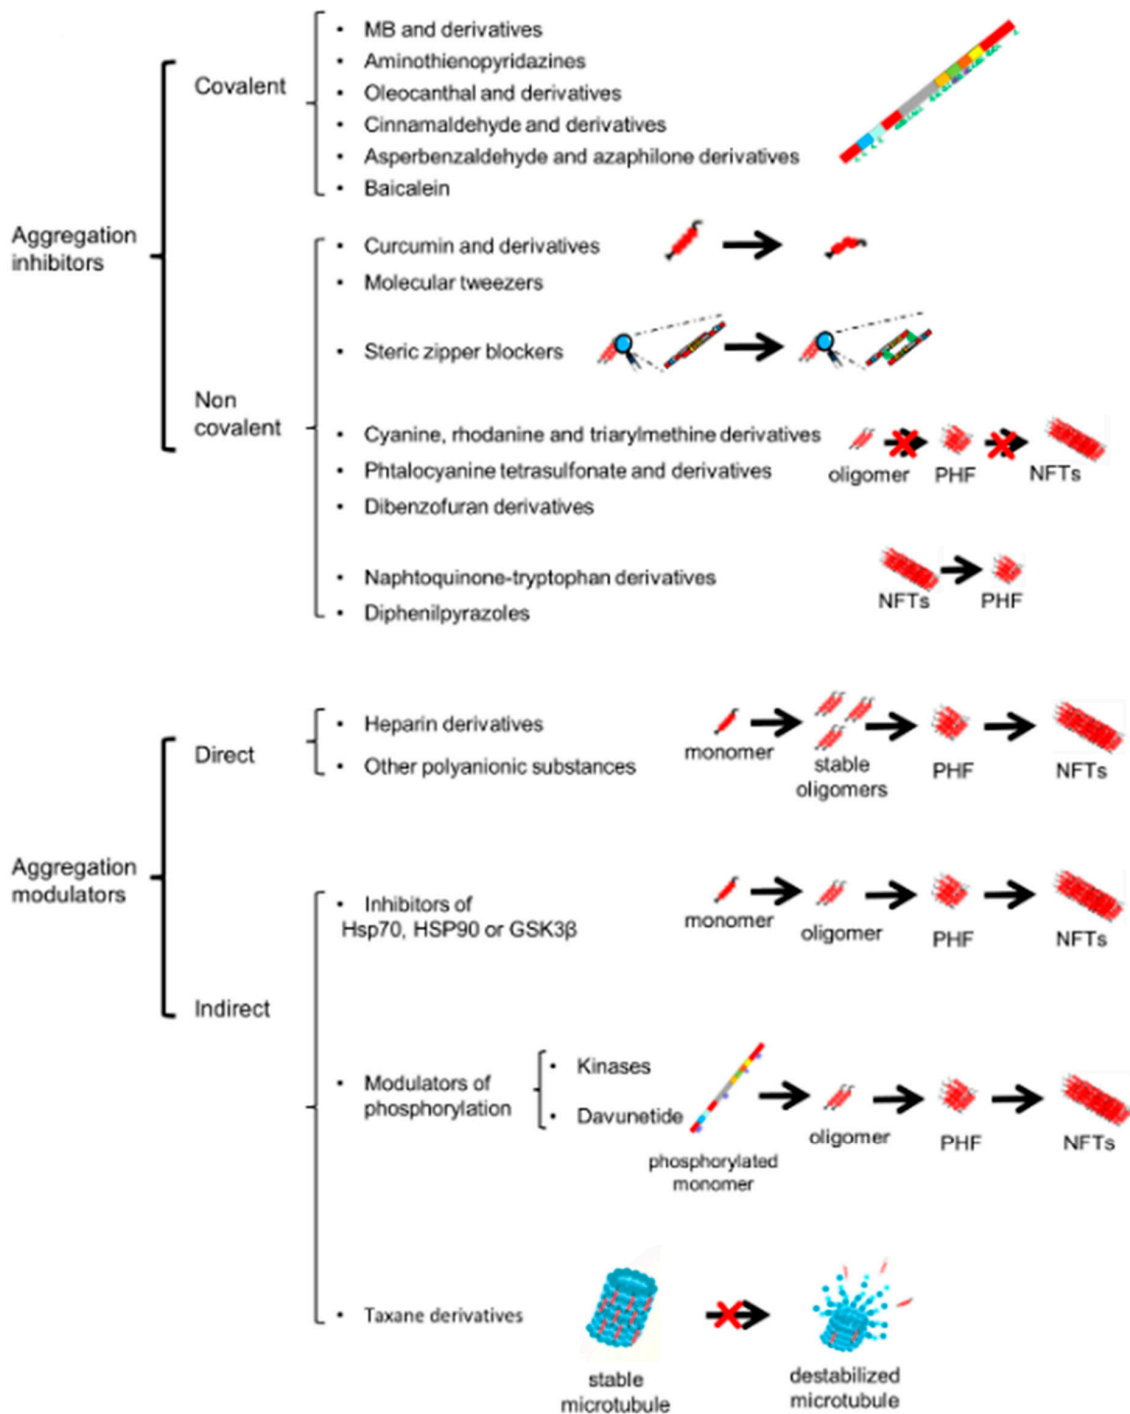 MB and derivatives
Aminothienopyridazines
Covalent
Oleocanthal and derivatives
Cinnamaldehyde and derivatives
Asperbenzaldehyde and azaphilone derivatives
Baicalein
Aggregation
inhibitors
Curcumin and derivatives
Molecular tweezers
Steric zipper blockers
Non
covalent
Cyanine, rhodanine and triarylmethine derivatives
oligomer PHF NFTs
Phtalocyanine tetrasulfonate and derivatives
Dibenzofuran derivatives
Naphtoquinone-tryptophan derivatives
NFTs PHF
Diphenilpyrazoles
Direct
Heparin derivatives
Other polyanionic substances
monomer
stable
oligomers
PHF
NFTs
Aggregation
modulators
Inhibitors of
Hsp70, HSP90 or GSK3β
monomer
oligomer
PHF
NFTs
Indirect
Modulators of
phosphorylation
Kinases
Davunetide
phosphorylated
monomer
oligomer
PHF
NFTs
Taxane derivatives
stable
microtubule
destabilized
microtubule